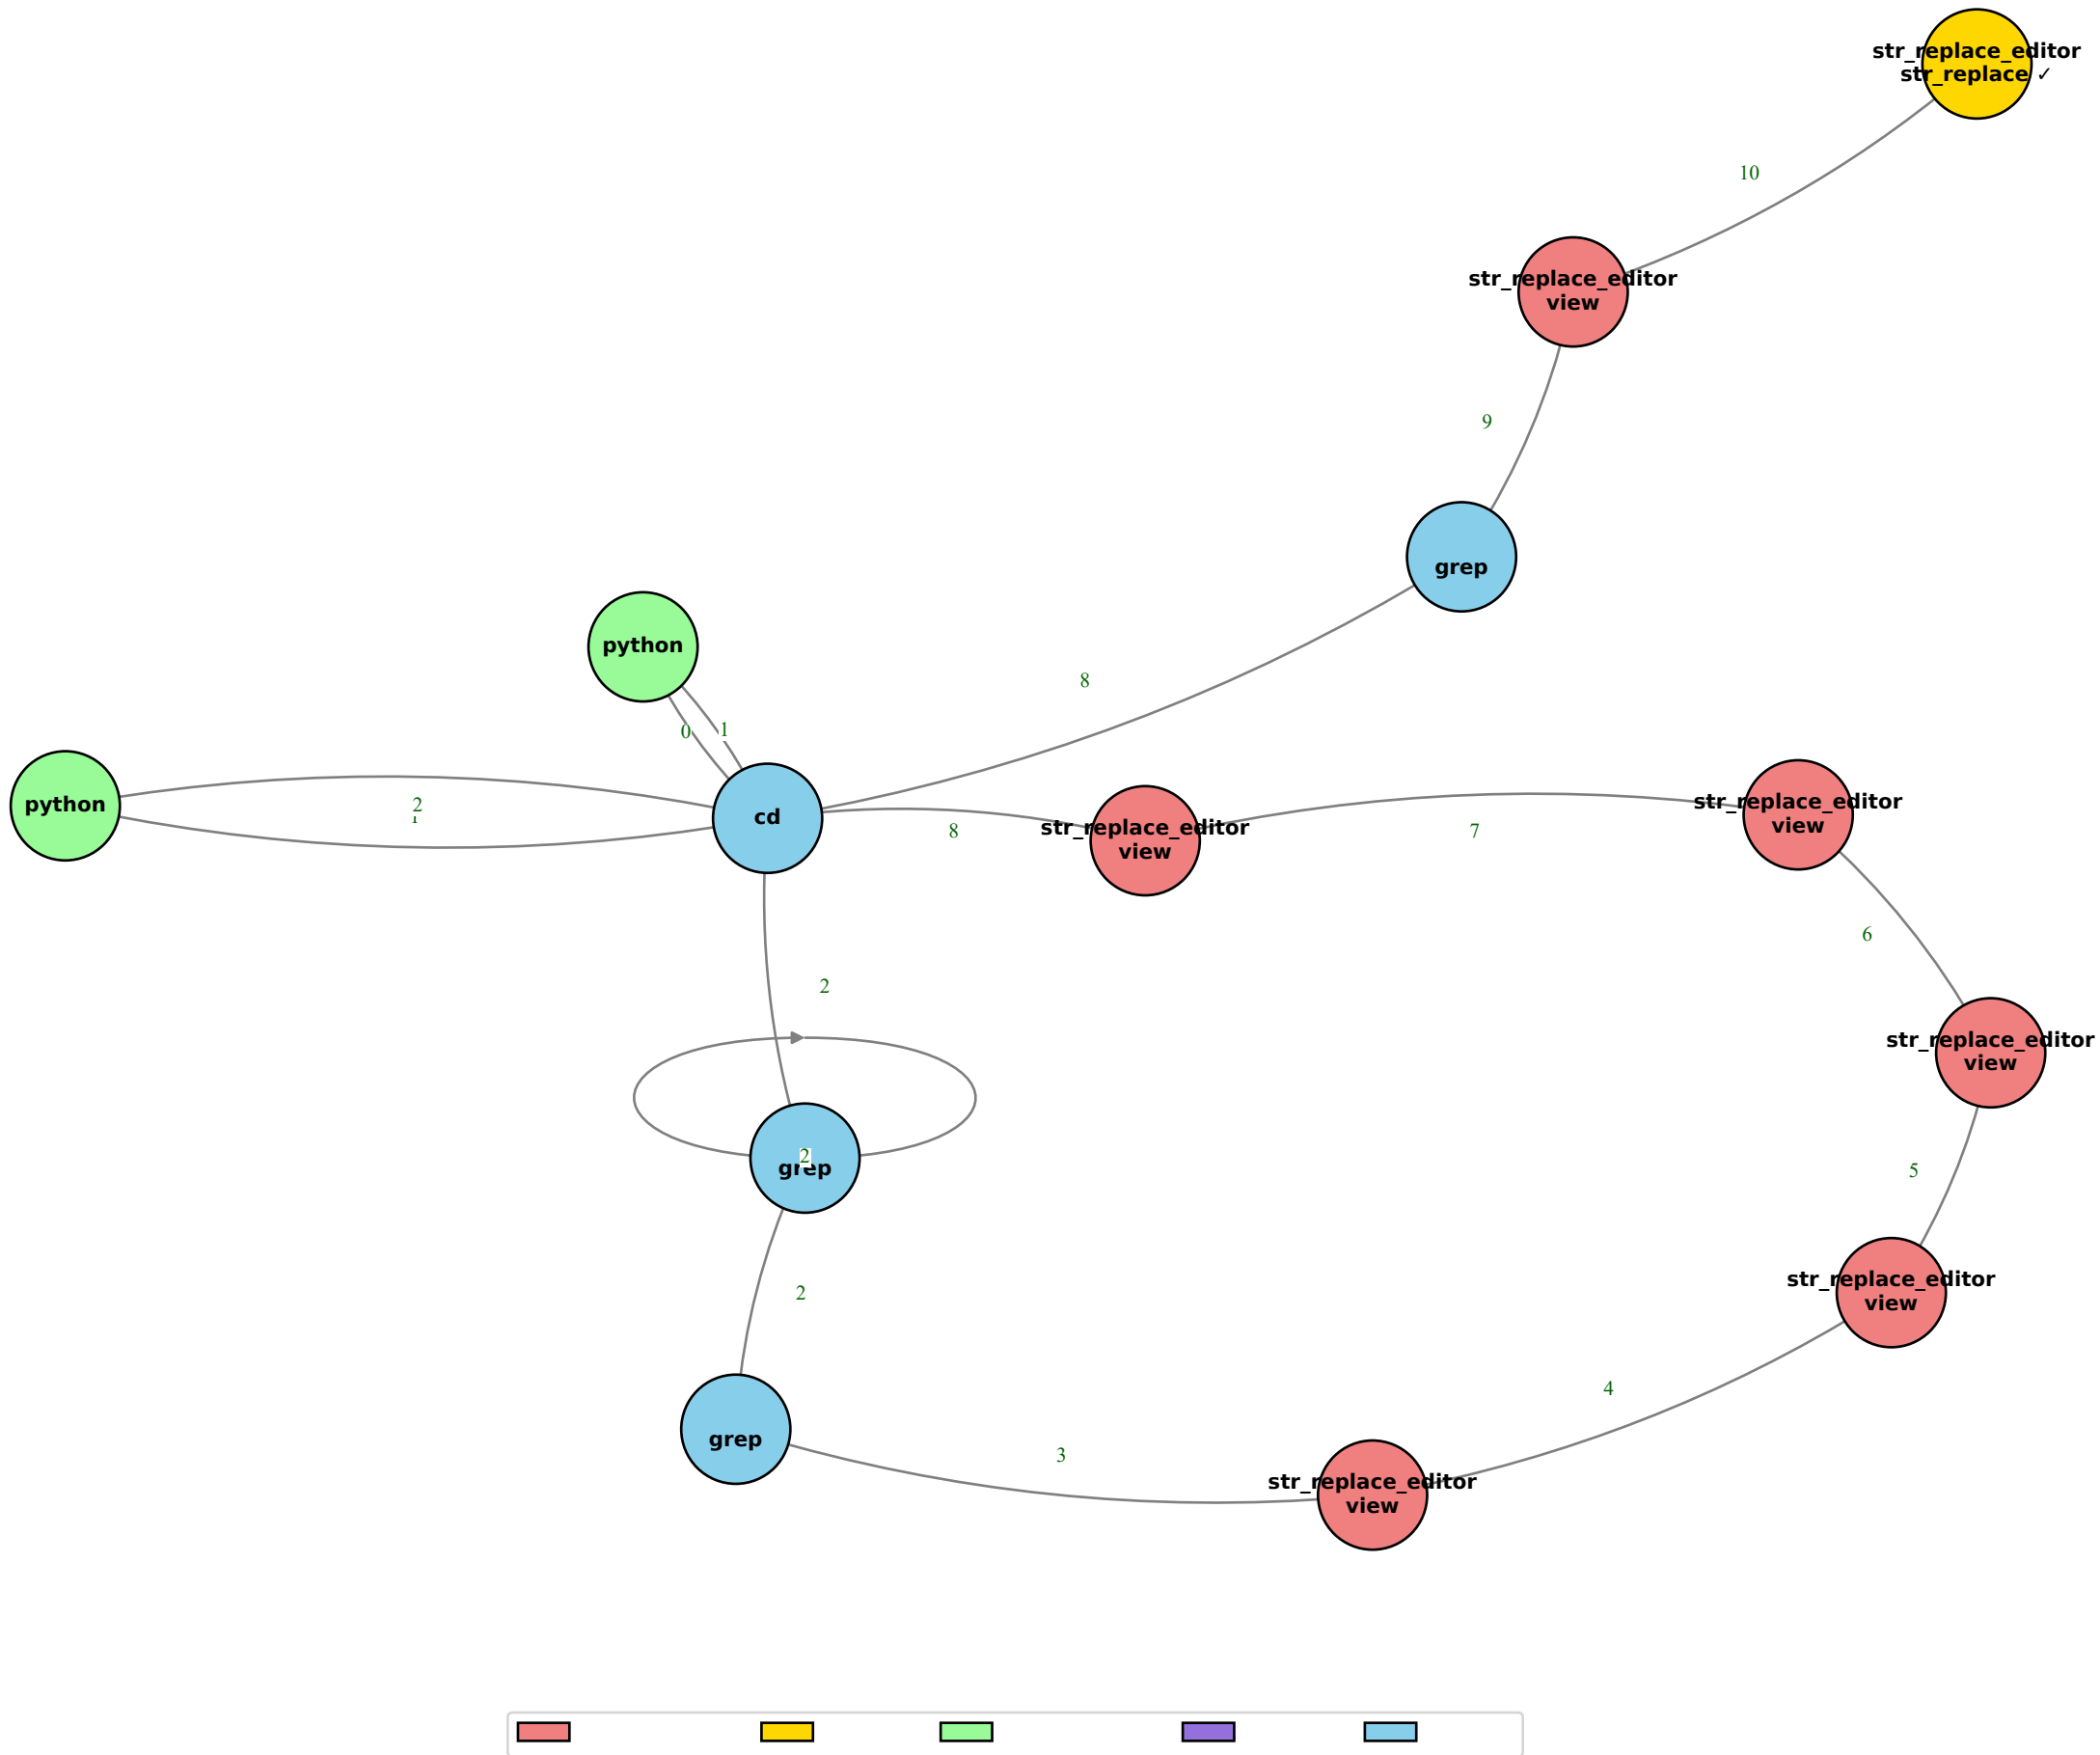 str_replace_editor
str_replace ✓
10
str_replace_editor
view
9
grep
8
python
0
1
python
2
cd
8
str_replace_editor
view
7
str_replace_editor
view
6
2
str_replace_editor
view
5
2
grep
2
str_replace_editor
view
4
grep
3
str_replace_editor
view